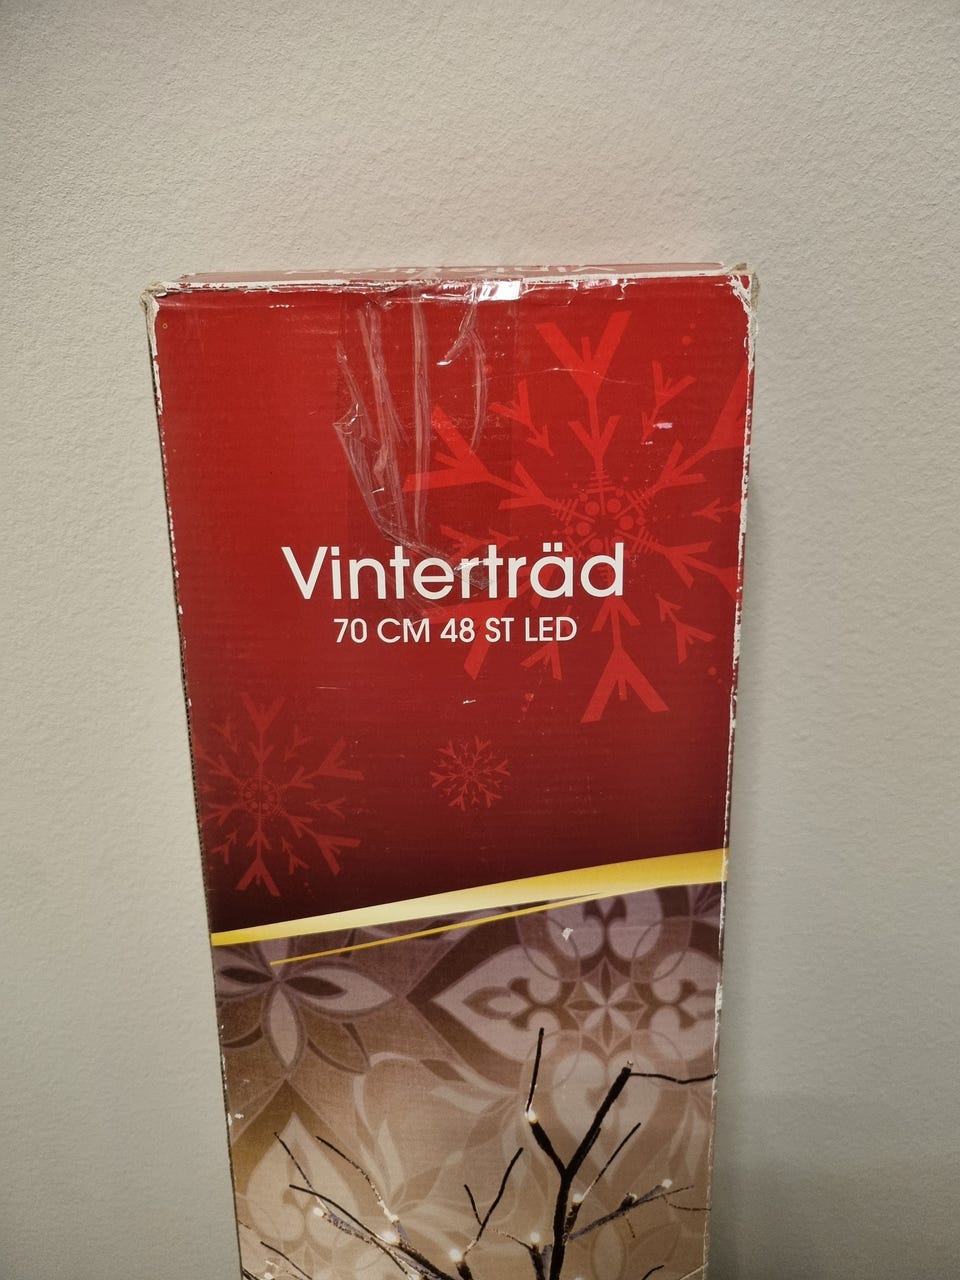 Vinterträd
70 CM 48 ST LED